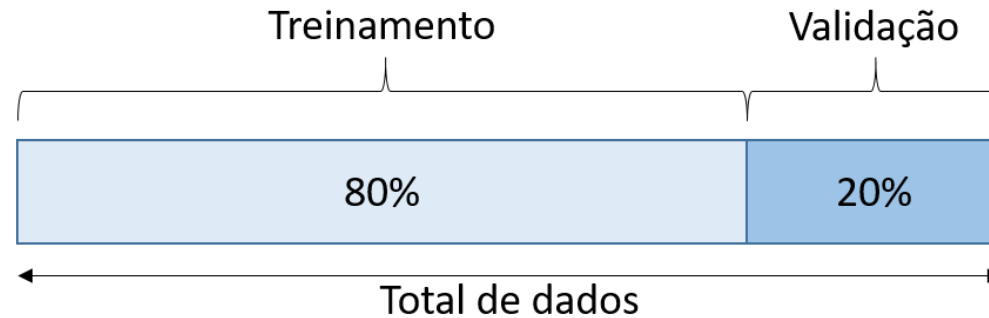 Treinamento
Validação
80%
20%
Total de dados